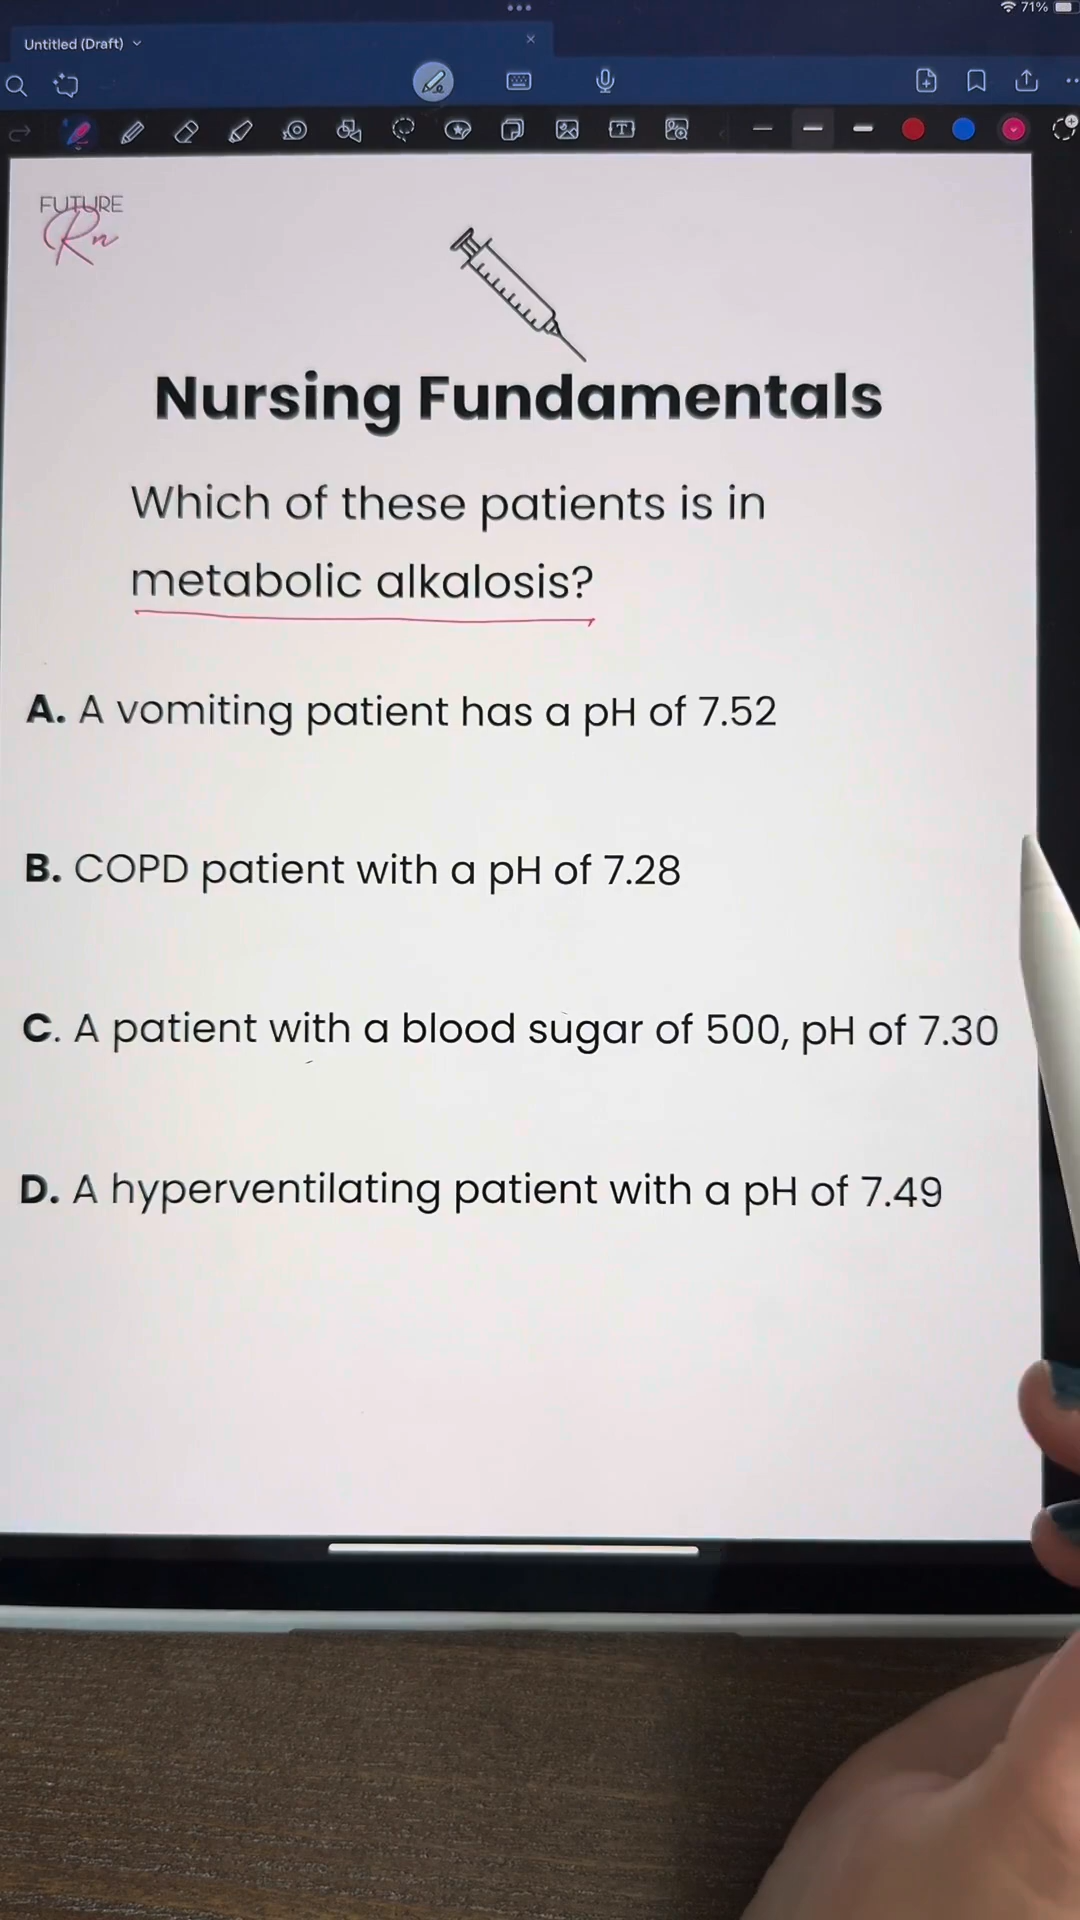 71%
Untitled (Draft)
T
FUTURE
Rn
Nursing Fundamentals
Which of these patients is in
metabolic alkalosis?
A. A vomiting patient has a pH of 7.52
B. COPD patient with a pH of 7.28
C. A patient with a blood sugar of 500, pH of 7.30
D. A hyperventilating patient with a pH of 7.49